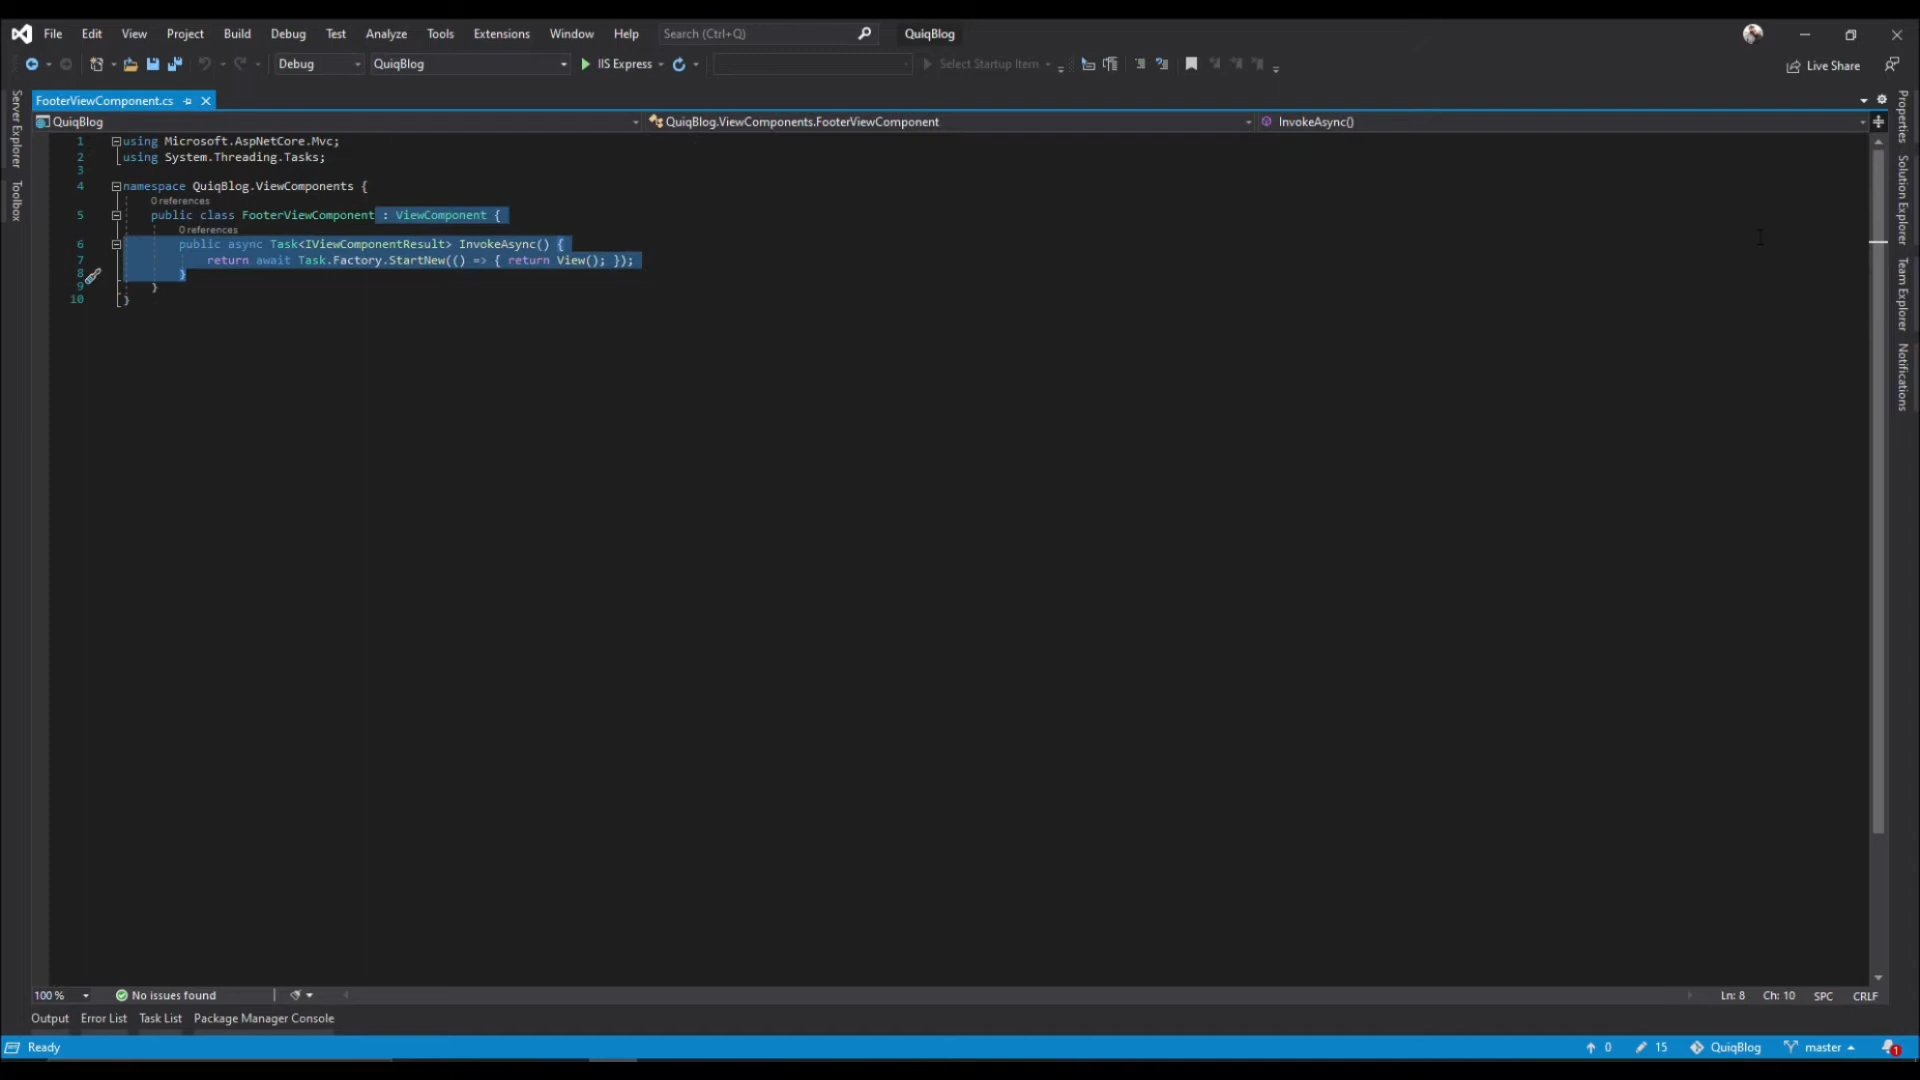 File Edit View Project Build Debug Test Analyze Tools Extensions Window Help Search (Ctrl+Q) QuiqBlog
Debug QuiqBlog IIS Express Select Startup Item Live Share
FooterViewComponent.cs
QuiqBlog QuiqBlog.ViewComponents.FooterViewComponent InvokeAsync()
Server Explorer
Toolbox
1 using Microsoft.AspNetCore.Mvc;
2 using System.Threading.Tasks;
3
4 namespace QuiqBlog.ViewComponents {
0 references
5 public class FooterViewComponent : ViewComponent {
0 references
6 public async Task<IViewComponentResult> InvokeAsync() {
7 return await Task.Factory.StartNew(() => { return View(); });
8 }
9 }
10 }
Properties
Solution Explorer
Team Explorer
Notifications
100 % No issues found Ln: 8 Ch: 10 SPC CRLF
Output Error List Task List Package Manager Console
Ready 0 15 QuiqBlog master 1